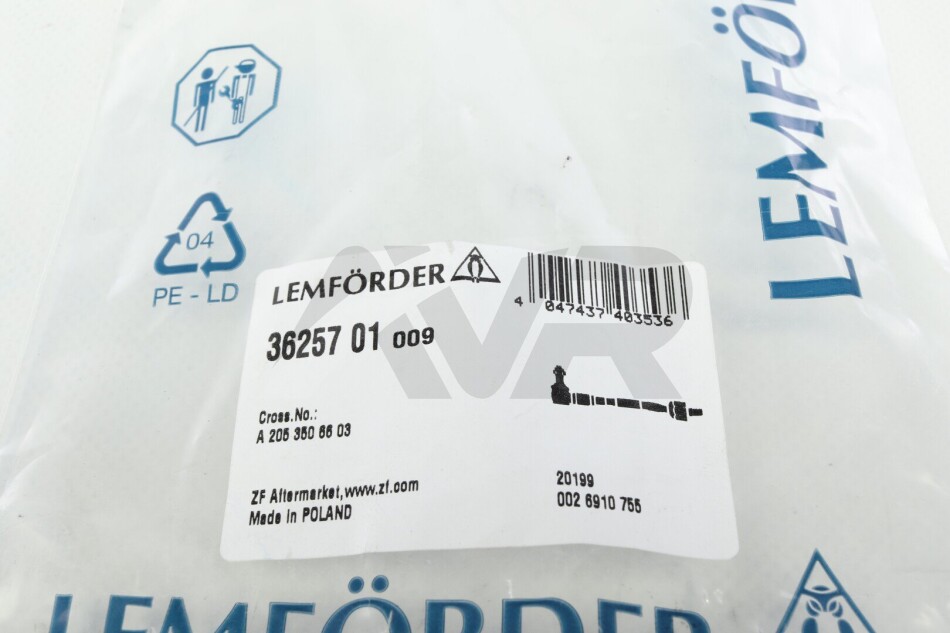 LEMFÖR
04
PE - LD
LEMFÖRDER
4 047437 403536
36257 01 009
Cross.No.:
A 205 350 66 03
ZF Aftermarket,www.zf.com
Made in POLAND
20199
002 6910 755
LEMFÖRDER